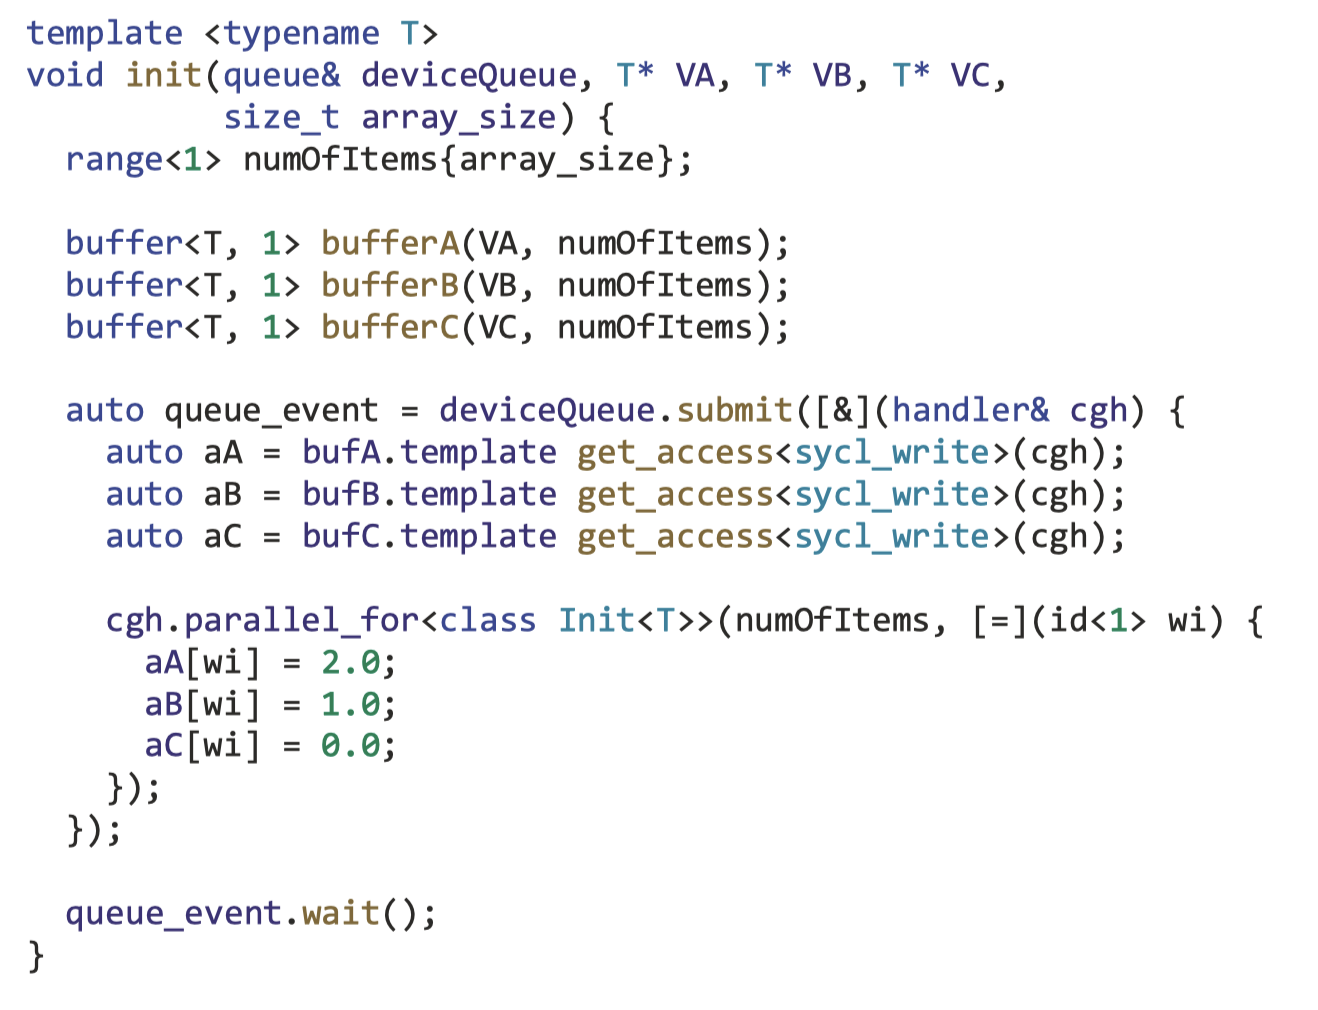 template <typename T>
void init(queue& deviceQueue, T* VA, T* VB, T* VC,
          size_t array_size) {
  range<1> numOfItems{array_size};

  buffer<T, 1> bufferA(VA, numOfItems);
  buffer<T, 1> bufferB(VB, numOfItems);
  buffer<T, 1> bufferC(VC, numOfItems);

  auto queue_event = deviceQueue.submit([&](handler& cgh) {
    auto aA = bufA.template get_access<sycl_write>(cgh);
    auto aB = bufB.template get_access<sycl_write>(cgh);
    auto aC = bufC.template get_access<sycl_write>(cgh);

    cgh.parallel_for<class Init<T>>(numOfItems, [=](id<1> wi) {
      aA[wi] = 2.0;
      aB[wi] = 1.0;
      aC[wi] = 0.0;
    });
  });

  queue_event.wait();
}